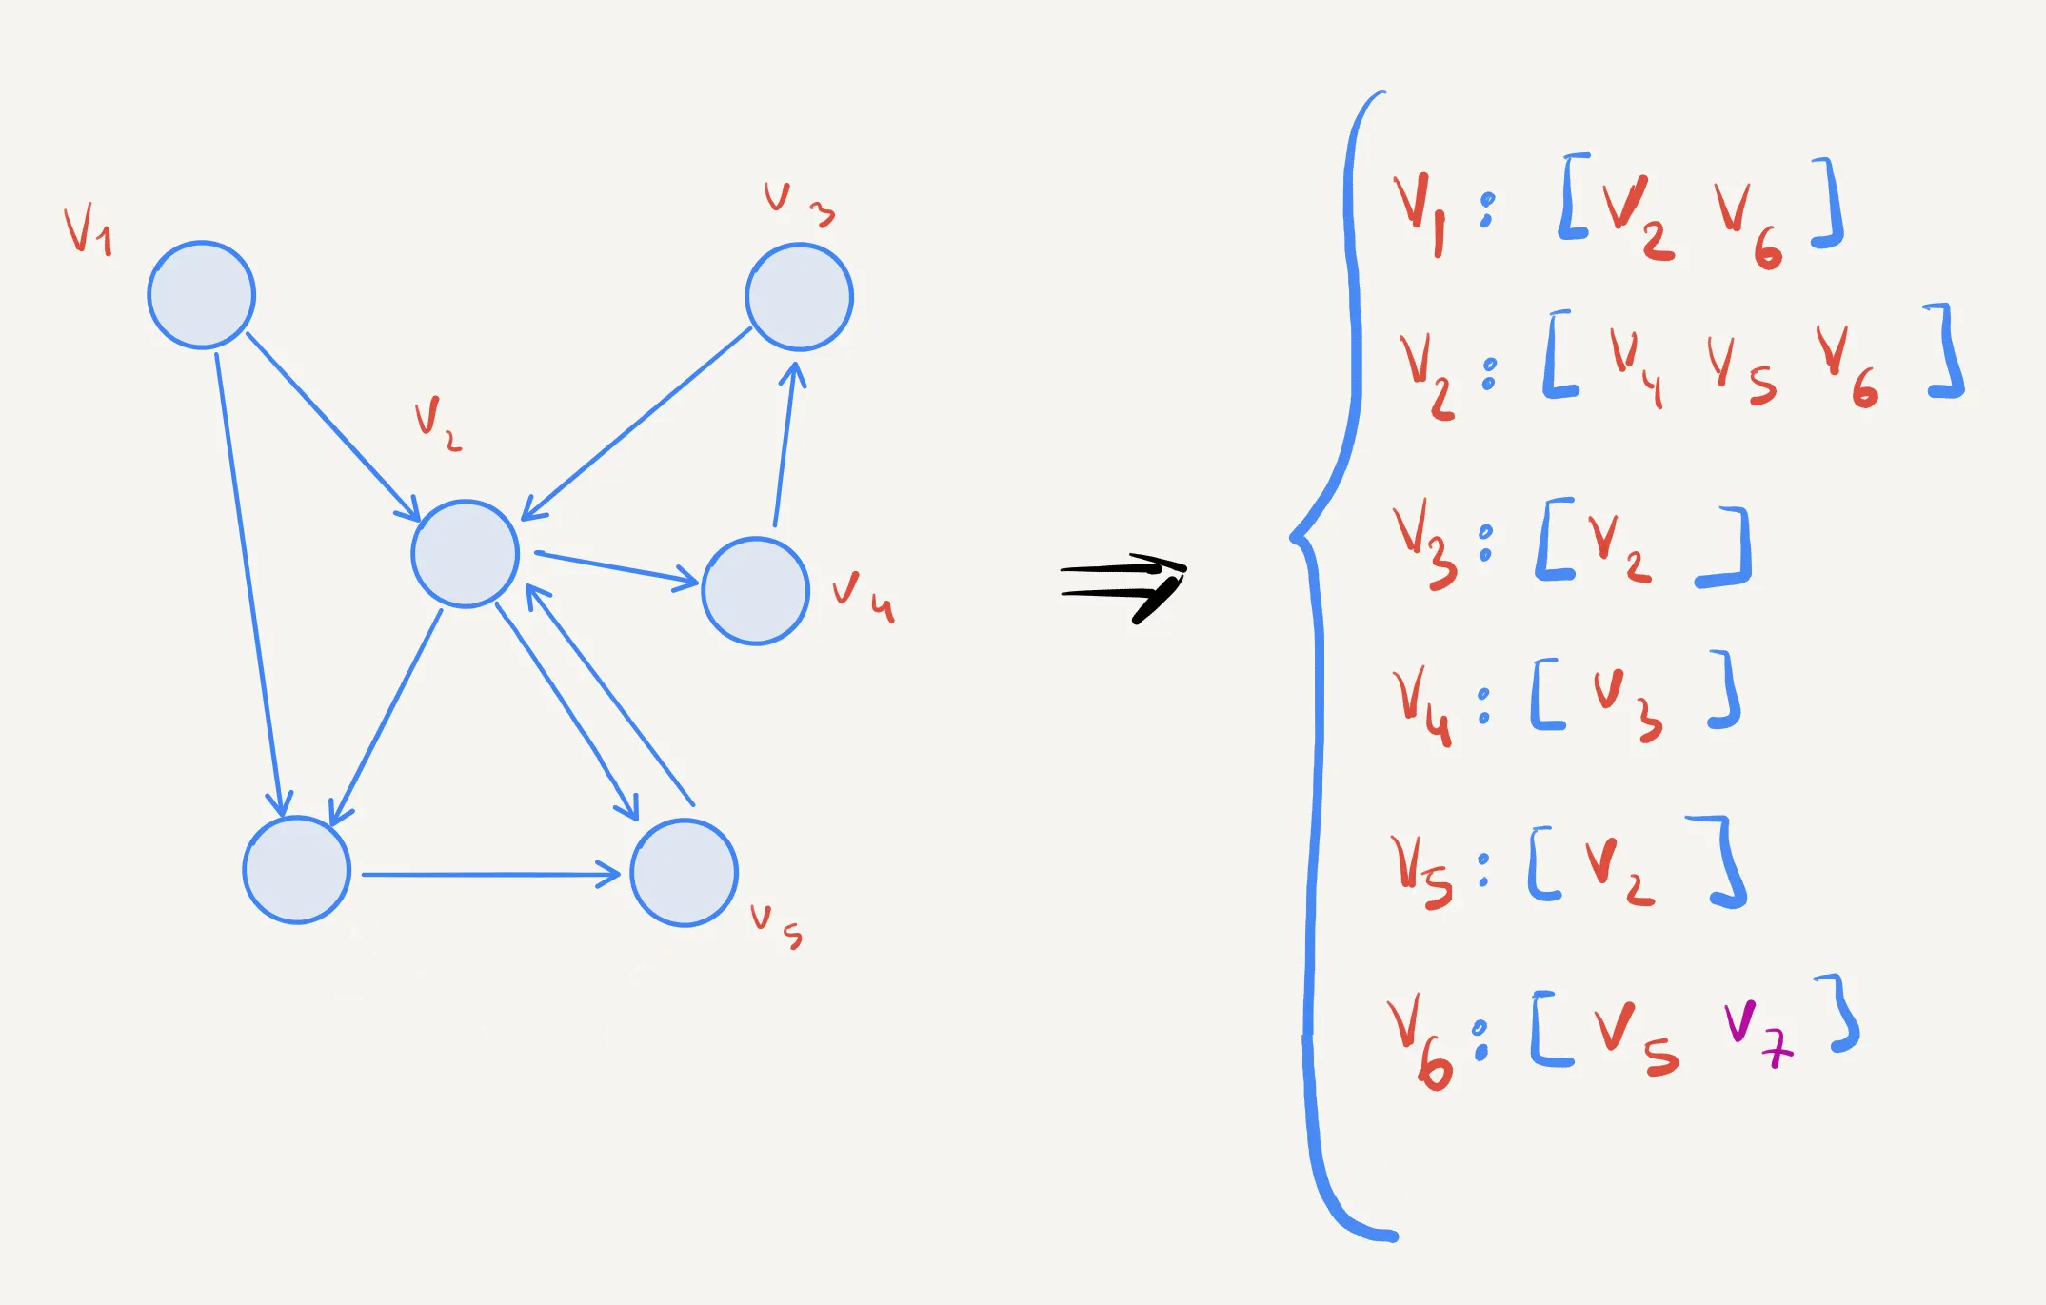 V1
V2
V3
V4
V5
V1 : [ V2 V6 ]
V2 : [ V4 V5 V6 ]
V3 : [ V2 ]
V4 : [ V3 ]
V5 : [ V2 ]
V6 : [ V5 V7 ]